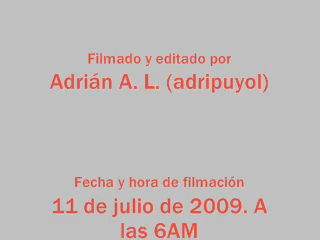 Filmado y editado por
Adrián A. L. (adripuyol)
Fecha y hora de filmación
11 de julio de 2009. A
las 6AM